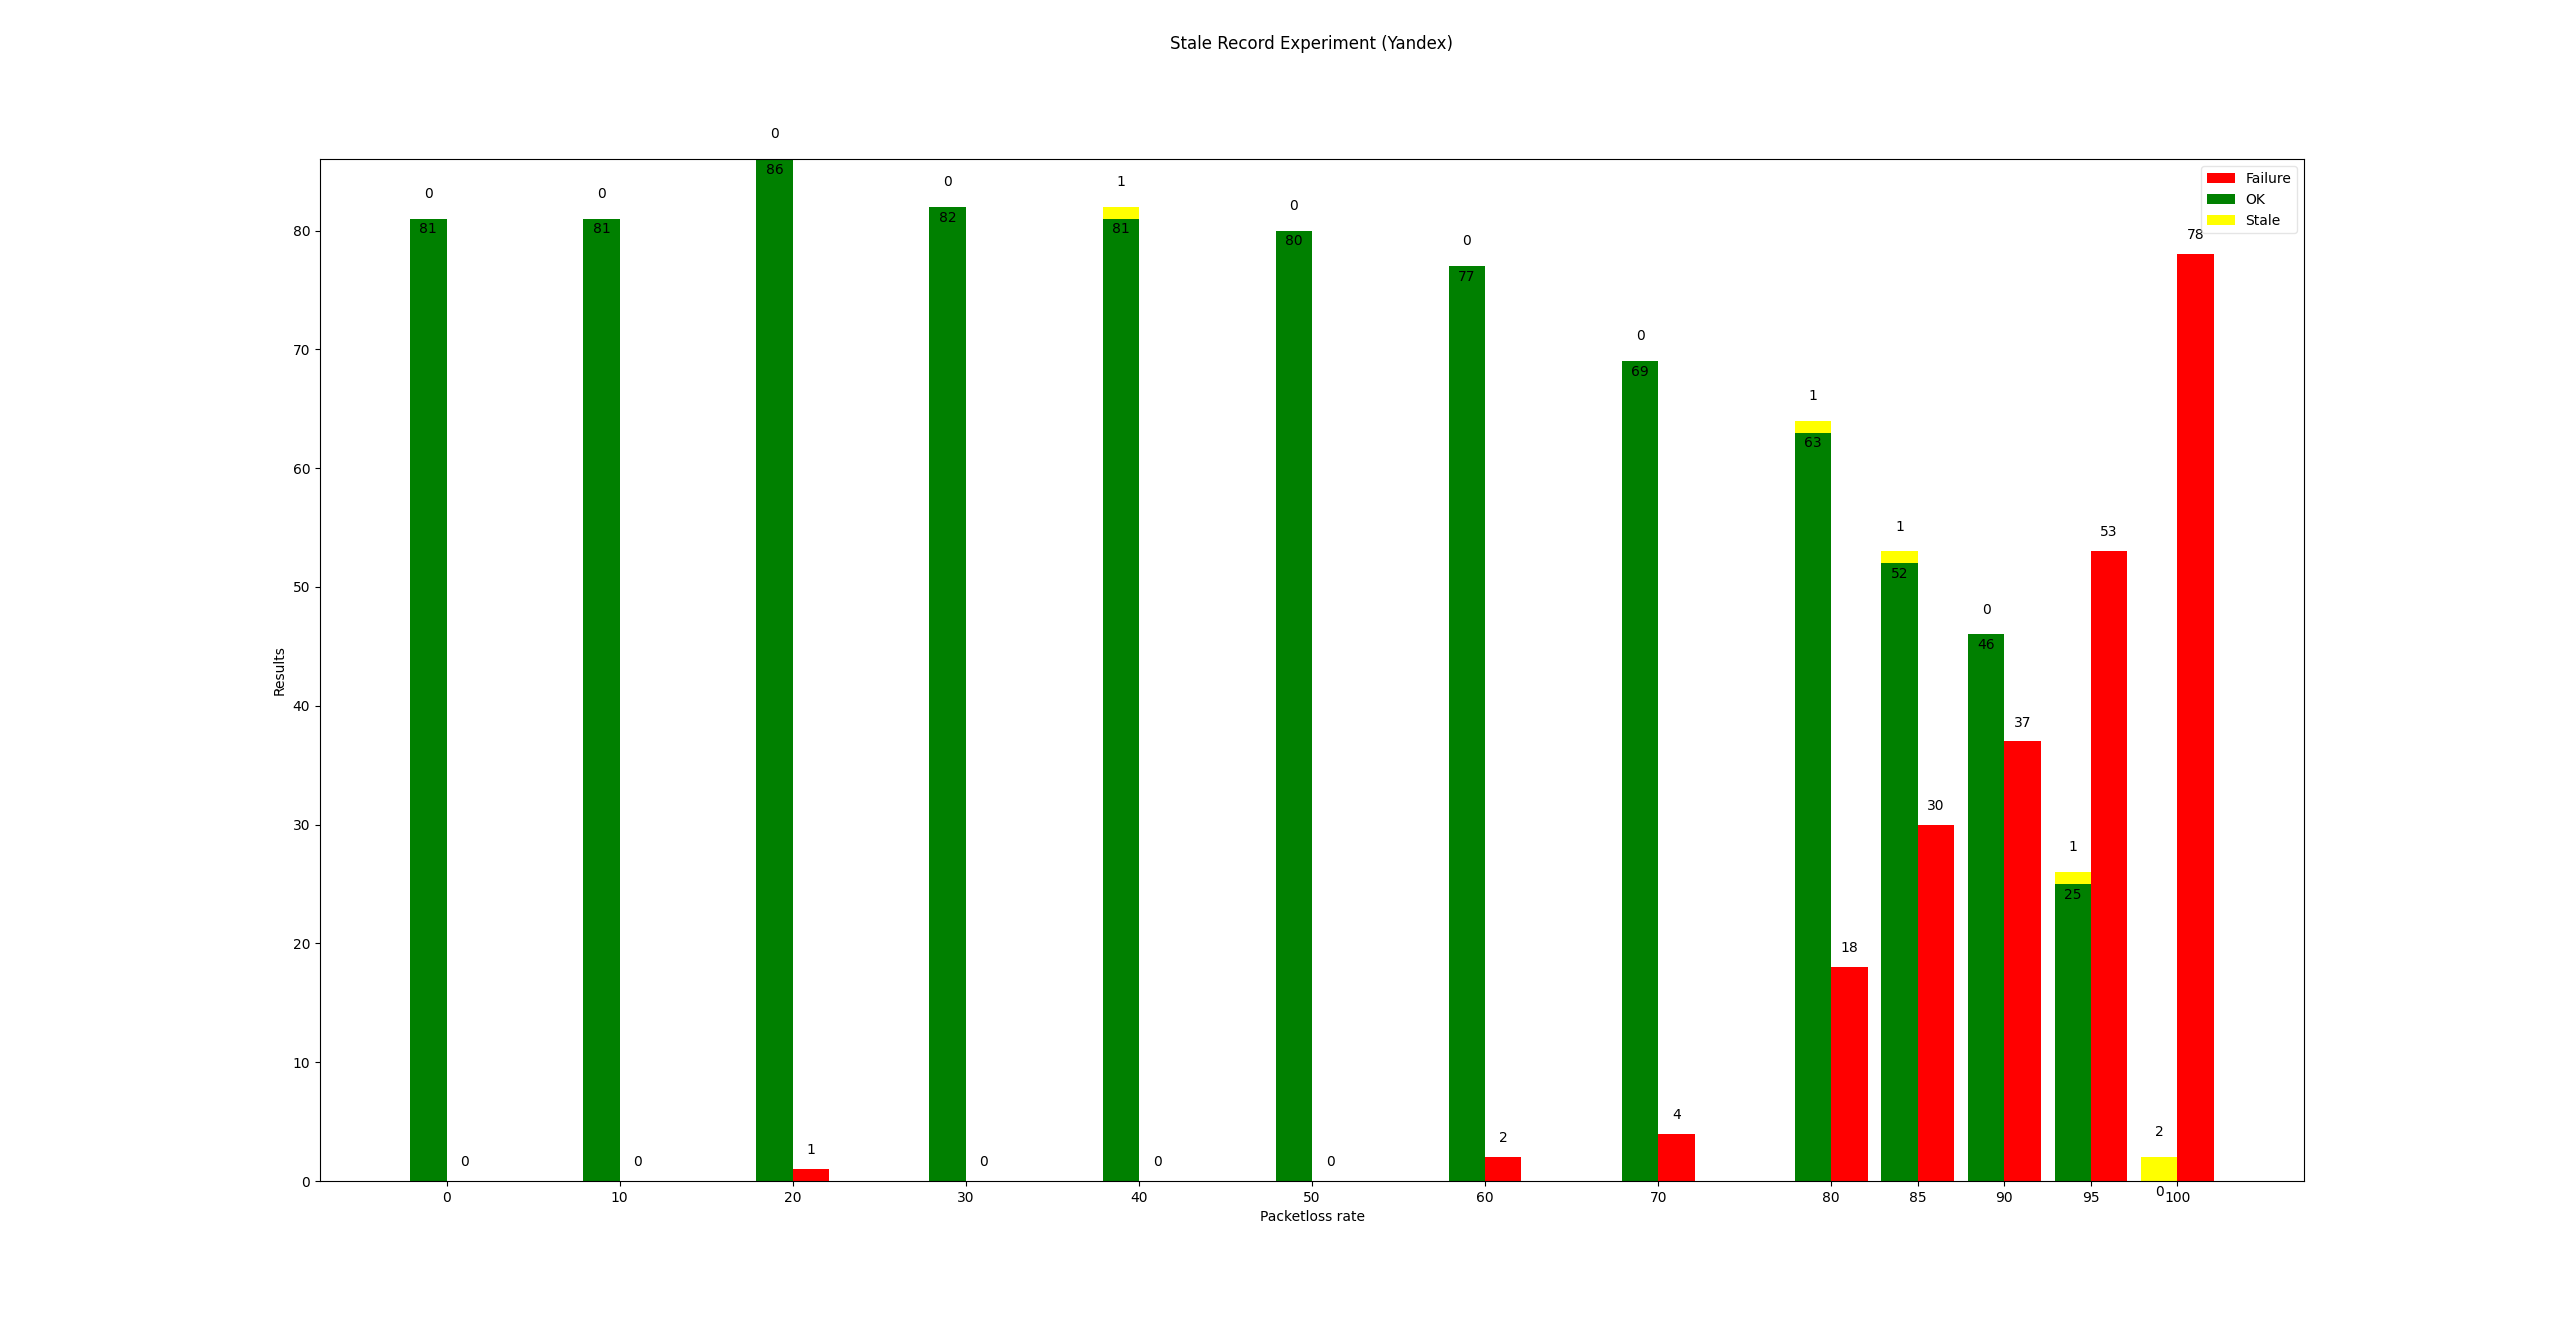 Stale Record Experiment (Yandex)
0
0 0 0 1 0 0 0 1 1 0 1 2
81 81 86 82 81 80 77 69 63 52 46 25 0
0 0 1 0 0 0 2 4 18 30 37 53 78
Failure
OK
Stale
80
70
60
50
40
30
20
10
0
Results
0 10 20 30 40 50 60 70 80 85 90 95 100
Packetloss rate